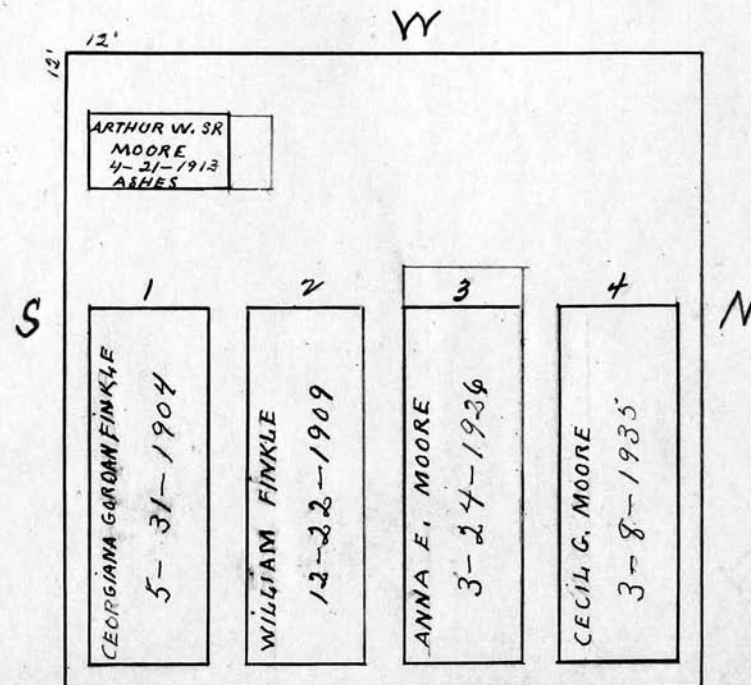 W
12'
12'
ARTHUR W. SR
MOORE
4-21-1913
ASHES
S
N
1
2
3
4
GEORGIANA GORDAN FINKLE
5-31-1904
WILLIAM FINKLE
12-22-1909
ANNA E. MOORE
3-24-1936
CECIL G. MOORE
3-8-1935